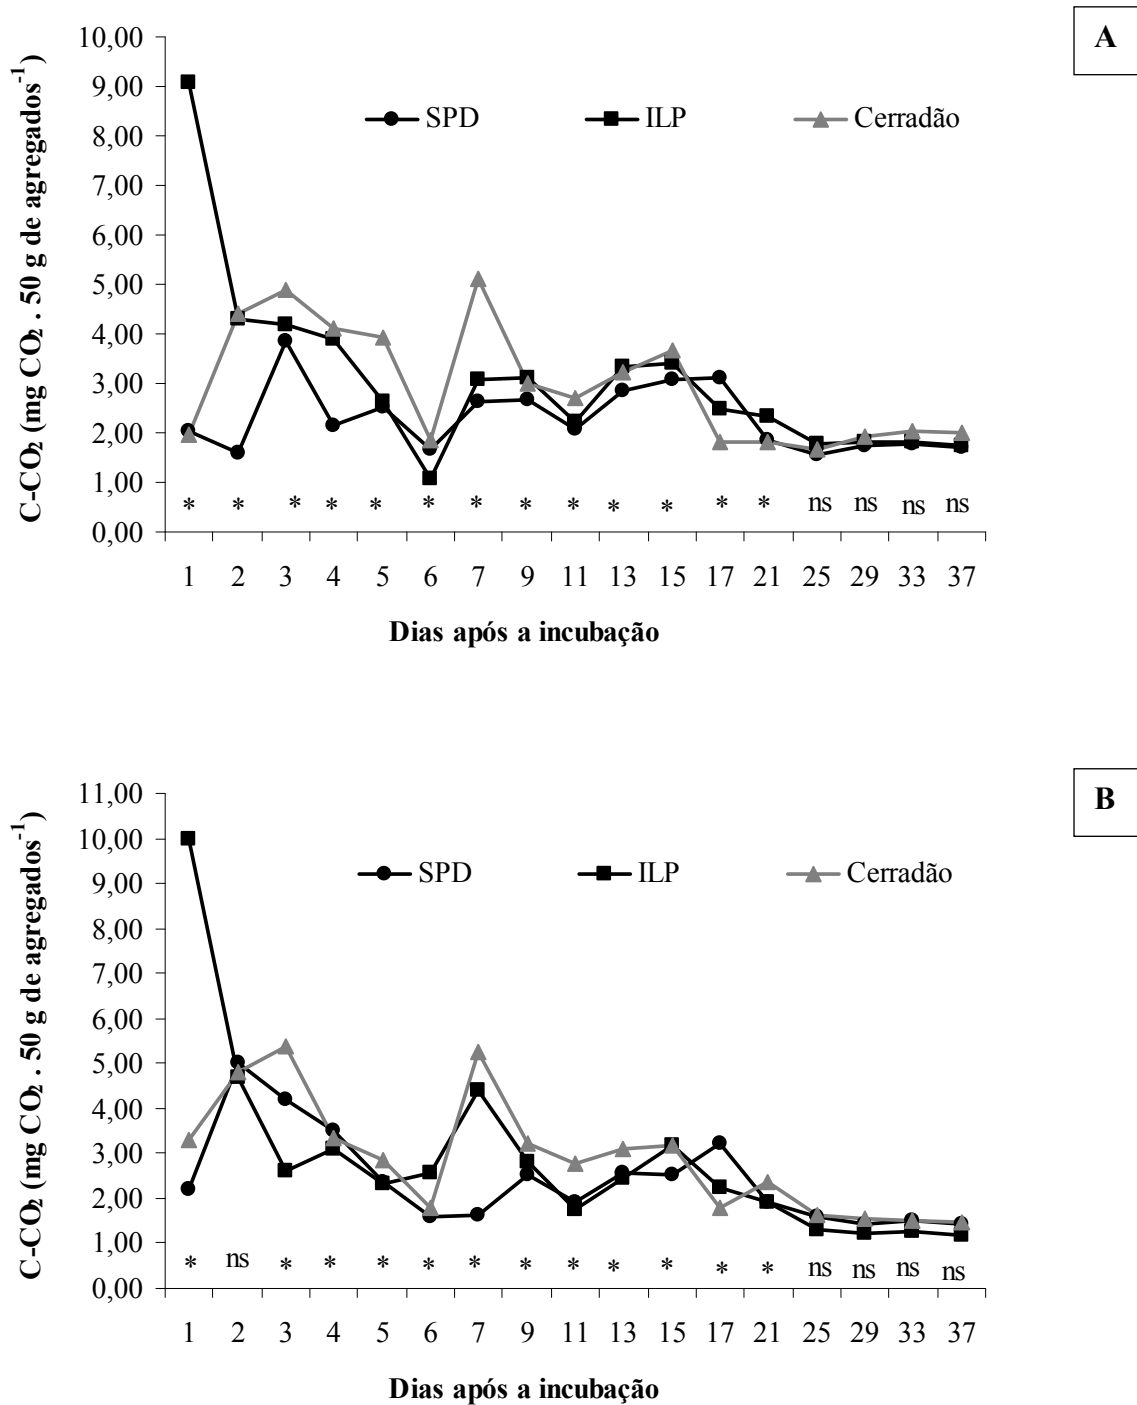 A
10,00
9,00
8,00
7,00
6,00
5,00
4,00
3,00
2,00
1,00
0,00
C-CO₂ (mg CO₂ . 50 g de agregados⁻¹)
SPD ILP Cerradão
* * * * * * * * * * * * * ns ns ns ns
1 2 3 4 5 6 7 9 11 13 15 17 21 25 29 33 37
Dias após a incubação
B
11,00
10,00
9,00
8,00
7,00
6,00
5,00
4,00
3,00
2,00
1,00
0,00
C-CO₂ (mg CO₂ . 50 g de agregados⁻¹)
SPD ILP Cerradão
* ns * * * * * * * * * * * ns ns ns ns
1 2 3 4 5 6 7 9 11 13 15 17 21 25 29 33 37
Dias após a incubação